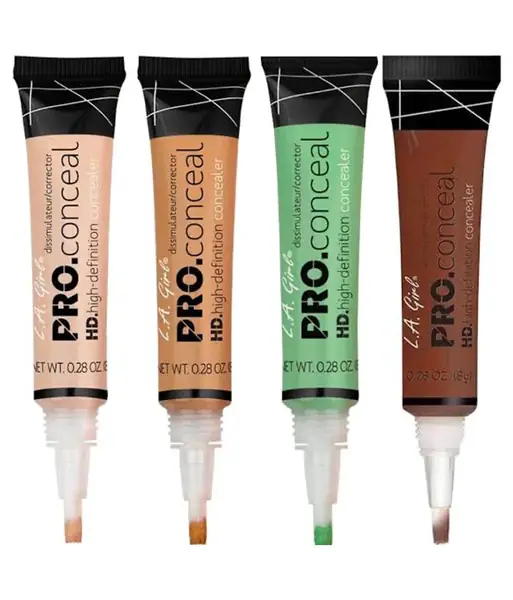 L.A. Girl®
PRO.conceal
dissimulateur/corrector
HD.high-definition concealer
NET WT. 0.28 OZ.
L.A. Girl®
PRO.conceal
dissimulateur/corrector
HD.high-definition concealer
NET WT. 0.28 OZ.
L.A. Girl®
PRO.conceal
dissimulateur/corrector
HD.high-definition concealer
NET WT. 0.28 OZ.
L.A. Girl®
PRO.conceal
HD.high-definition concealer
0.28 OZ. (8g)